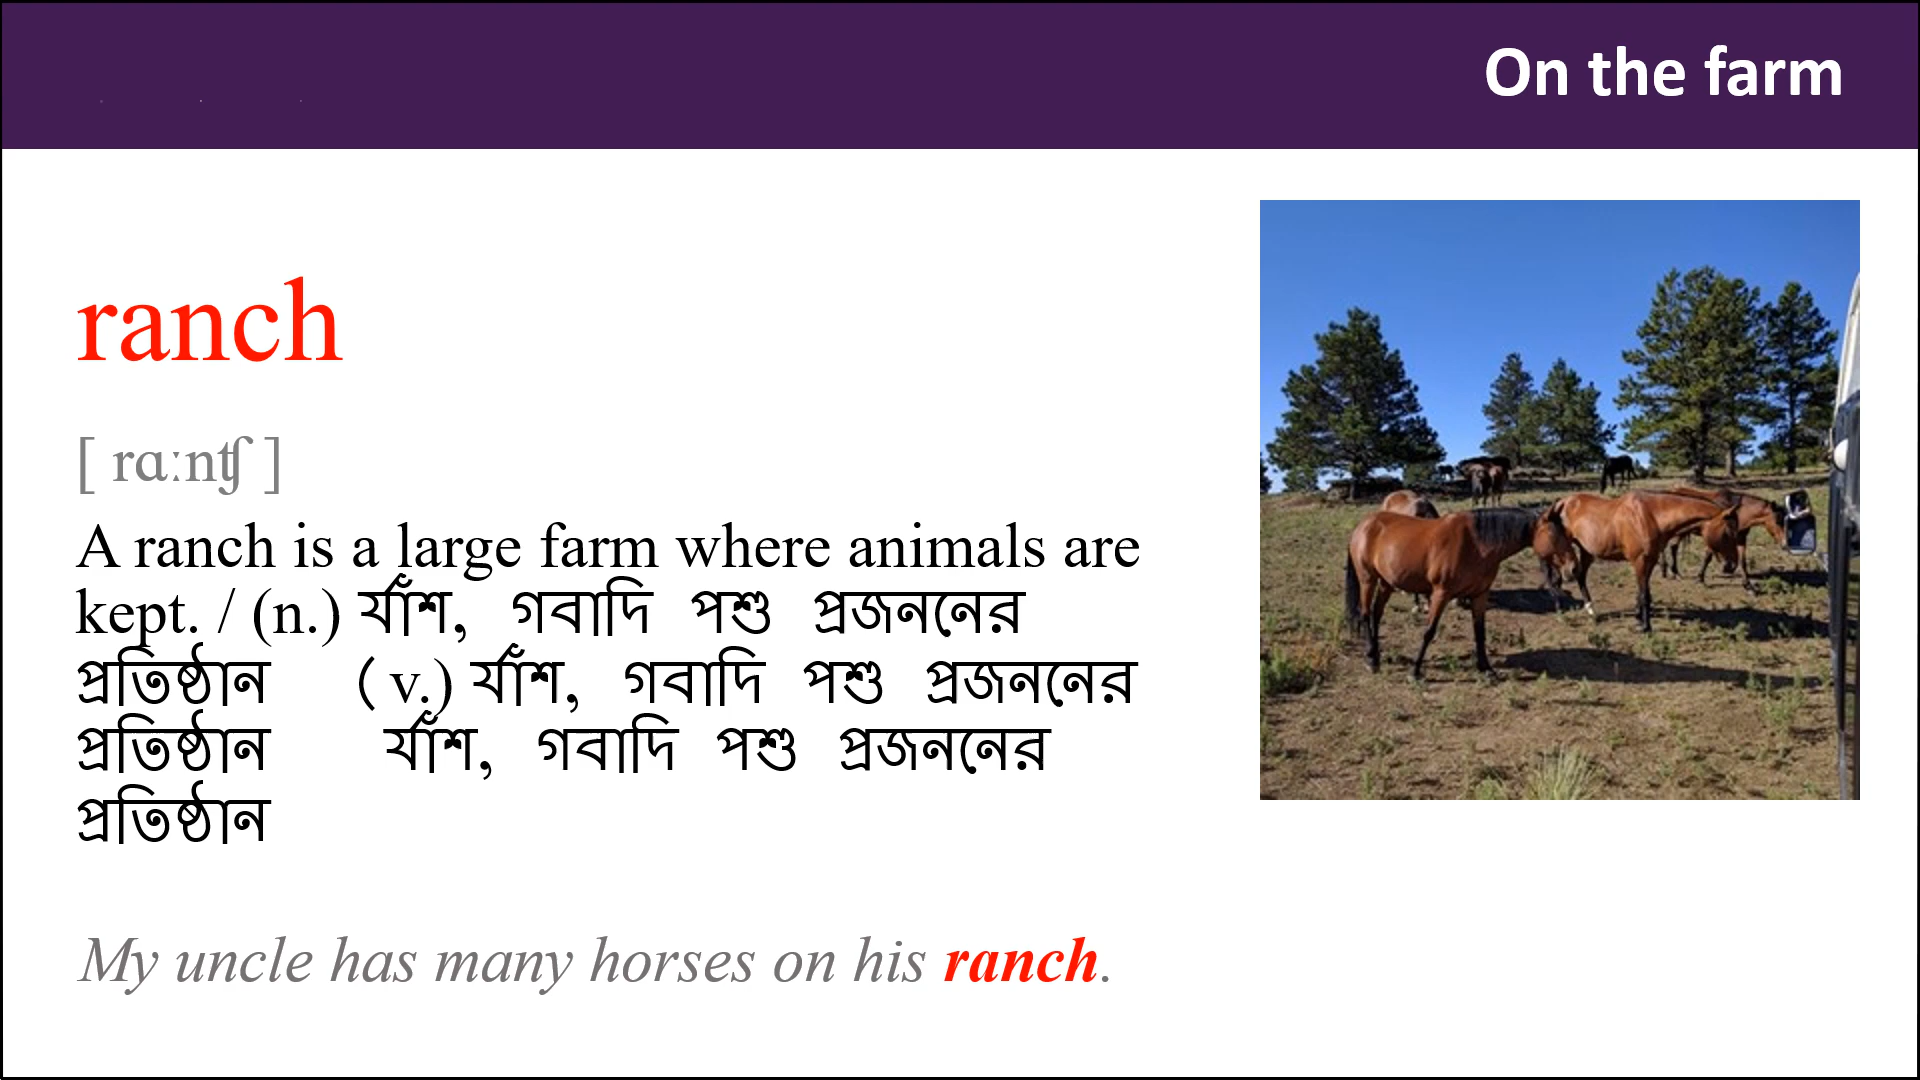 On the farm
ranch
[ rɑːnʧ ]
A ranch is a large farm where animals are
kept. / (n.) র্যাঁশ, গবাদি পশু প্রজননের
প্রতিষ্ঠান (v.) র্যাঁশ, গবাদি পশু প্রজননের
প্রতিষ্ঠান র্যাঁশ, গবাদি পশু প্রজননের
প্রতিষ্ঠান
My uncle has many horses on his ranch.